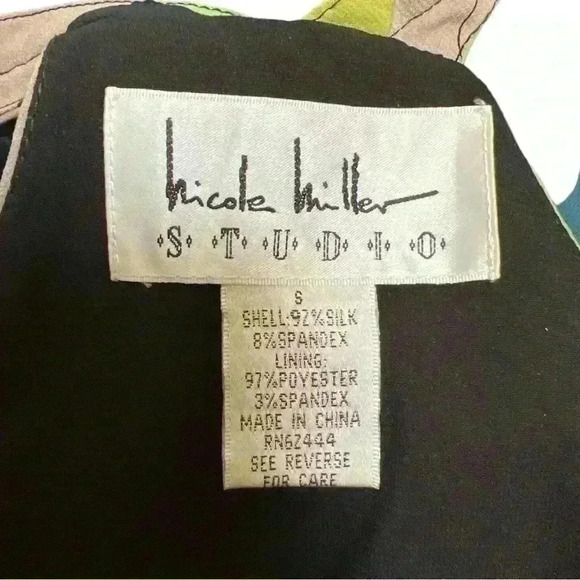 nicole miller
S·T·U·D·I·O
S
SHELL:92%SILK
8%SPANDEX
LINING:
97%POYESTER
3%SPANDEX
MADE IN CHINA
RN62444
SEE REVERSE
FOR CARE